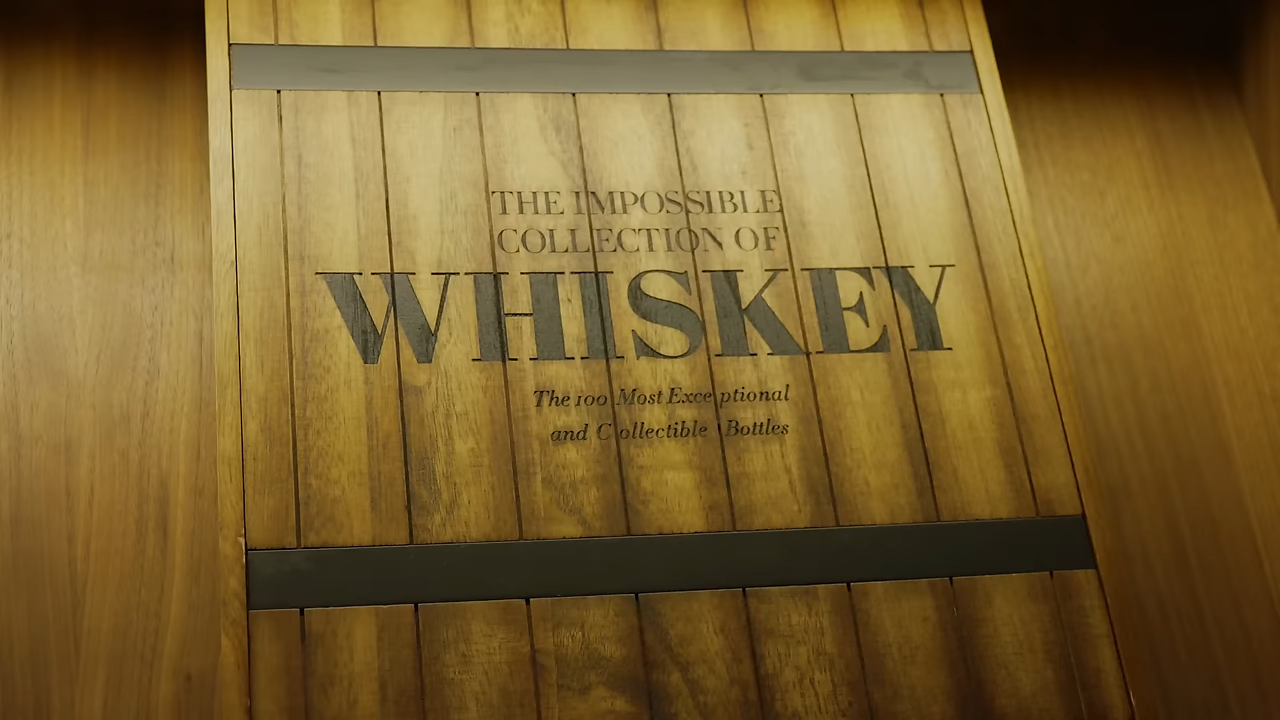 THE IMPOSSIBLE
COLLECTION OF
WHISKEY
The 100 Most Exceptional
and Collectible Bottles